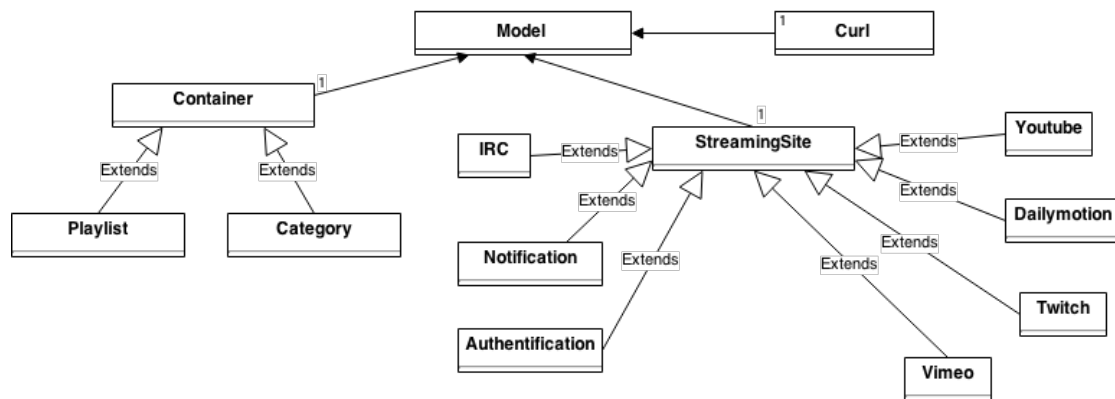 Model
1
Curl
1
Container
1
StreamingSite
Youtube
IRC
Extends
Extends
Extends
Extends
Extends
Extends
Dailymotion
Playlist
Category
Extends
Notification
Extends
Extends
Twitch
Authentification
Vimeo